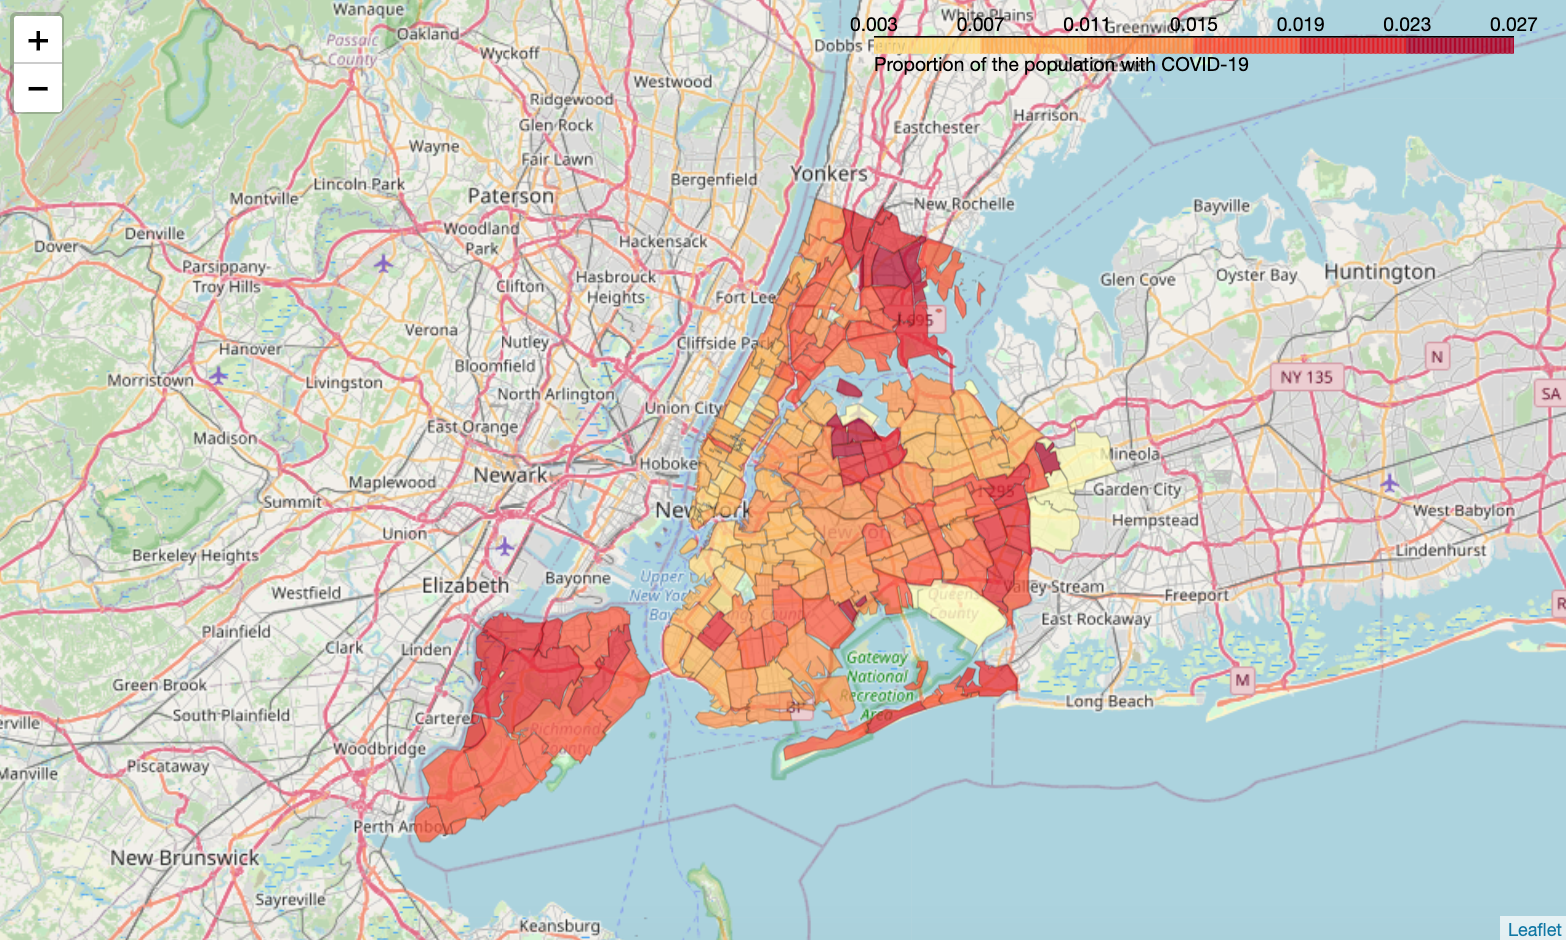 +
−
0.003 0.007 0.011 0.015 0.019 0.023 0.027
Proportion of the population with COVID-19
Wanaque
Oakland
Passaic
County
Wyckoff
White Plains
Dobbs
Greenwich
Westwood
Ridgewood
Glen Rock
Harrison
Eastchester
Wayne
Fair Lawn
Yonkers
Lincoln Park
Bergenfield
Montville
Paterson
New Rochelle
Bayville
Denville
Woodland
Park
Dover
Hackensack
Parsippany-
Troy Hills
Clifton
Hasbrouck
Heights
Fort Lee
Glen Cove
Oyster Bay
Huntington
I 695
Verona
Nutley
Cliffside Park
Hanover
Bloomfield
N
Morristown
Livingston
North Arlington
NY 135
SA
Union City
East Orange
Madison
Mineola
Hoboke
Newark
Maplewood
Garden City
I 295
Summit
New York
West Babylon
Hempstead
Union
New York
Lindenhurst
Berkeley Heights
Elizabeth
Bayonne
Upper
New York
Bay
Valley Stream
Queens
County
Freeport
Westfield
Kings County
East Rockaway
Plainfield
Clark
Linden
Gateway
National
Recreation
Area
M
Green Brook
Long Beach
South Plainfield
Carteret
erville
Richmond
County
Woodbridge
Piscataway
Manville
Perth Amboy
New Brunswick
Sayreville
Keansburg
Leaflet